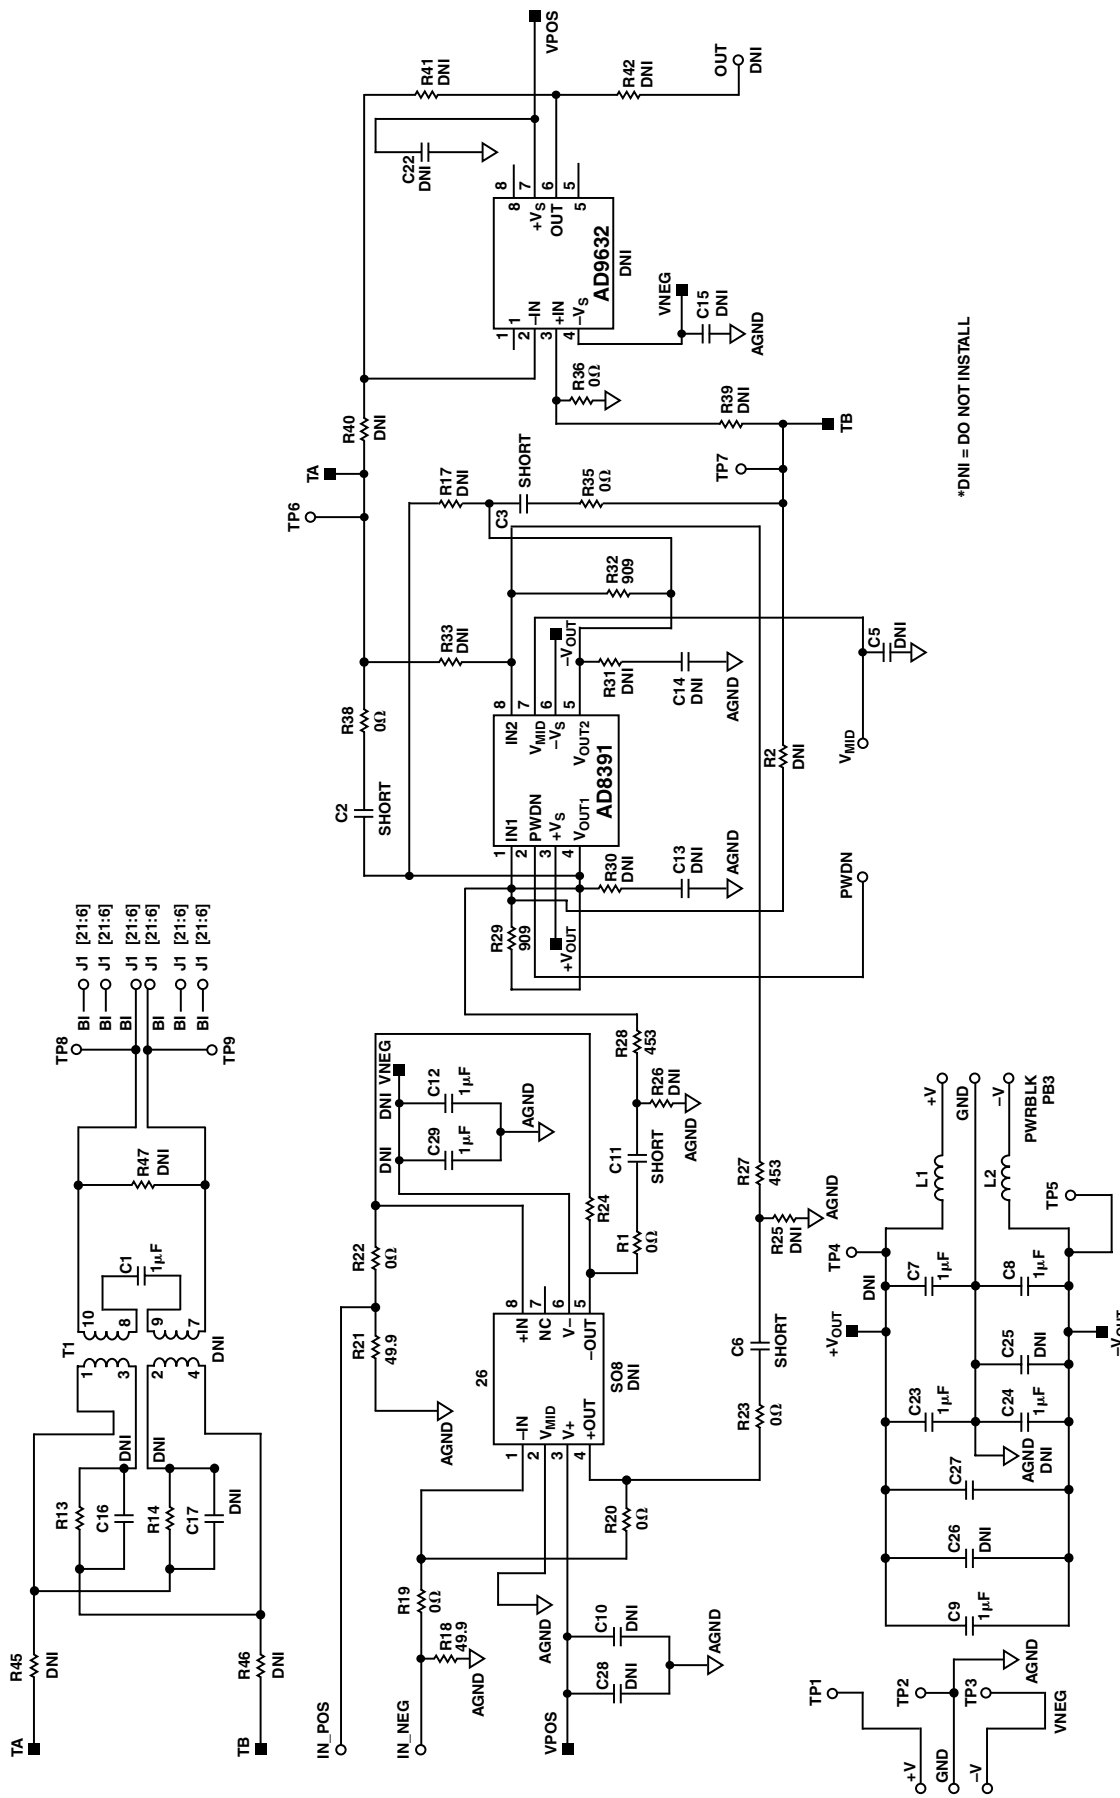 TA
R45
DNI
TB
R46
DNI
R13
C16
DNI
R14
C17
DNI
DNI
T1
1
3
2
4
10
8
9
7
DNI
C1
1µF
R47
DNI
TP8
TP9
BI J1 [21:6]
BI J1 [21:6]
BI J1 [21:6]
BI J1 [21:6]
BI J1 [21:6]
BI J1 [21:6]
IN_POS
IN_NEG
R19
0Ω
R18
49.9
AGND
VPOS
C28
DNI
C10
DNI
AGND
AGND
R20
0Ω
R21
49.9
AGND
R22
0Ω
26
1
2
3
4
–IN
VMID
V+
+OUT
8
7
6
5
+IN
NC
V–
–OUT
SO8
DNI
R24
DNI
C29
1µF
DNI VNEG
C12
1µF
AGND
R1
0Ω
C11
SHORT
R26
DNI
AGND
R28
453
R23
0Ω
C6
SHORT
R25
DNI
AGND
R27
453
R29
909
+VOUT
1
2
3
4
IN1
PWDN
+VS
VOUT1
8
7
6
5
IN2
VMID
–VS
VOUT2
AD8391
R30
DNI
C13
DNI
AGND
R31
DNI
C14
DNI
AGND
–VOUT
R32
909
R33
DNI
C2
SHORT
R38
0Ω
TP6
TA
R40
DNI
R17
DNI
C3
SHORT
R35
0Ω
R2
DNI
TP7
TB
R39
DNI
R36
0Ω
PWDN
VMID
C5
DNI
1
2
3
4
1
–IN
+IN
–VS
8
7
6
5
8
+VS
OUT
5
AD9632
DNI
VNEG
C15
DNI
AGND
C22
DNI
R41
DNI
R42
DNI
VPOS
OUT
DNI
TP1
+V
TP2
GND
TP3
–V
VNEG
AGND
C9
1µF
C26
DNI
C27
C23
1µF
C24
1µF
AGND
DNI
C25
DNI
+VOUT
–VOUT
DNI
TP4
C7
1µF
C8
1µF
TP5
L1
L2
+V
GND
–V
PWRBLK
PB3
*DNI = DO NOT INSTALL